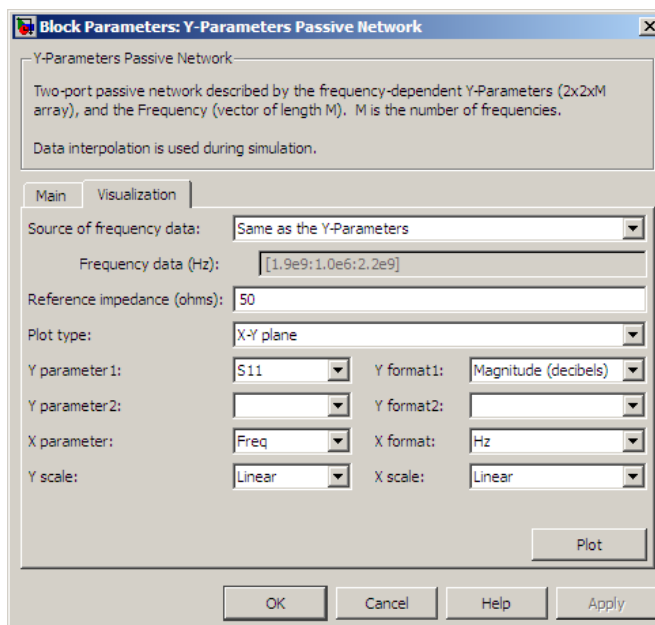 Block Parameters: Y-Parameters Passive Network
Y-Parameters Passive Network
Two-port passive network described by the frequency-dependent Y-Parameters (2x2xM
array), and the Frequency (vector of length M). M is the number of frequencies.
Data interpolation is used during simulation.
Main Visualization
Source of frequency data: Same as the Y-Parameters
Frequency data (Hz): [1.9e9:1.0e6:2.2e9]
Reference impedance (ohms): 50
Plot type: X-Y plane
Y parameter1: S11 Y format1: Magnitude (decibels)
Y parameter2: Y format2:
X parameter: Freq X format: Hz
Y scale: Linear X scale: Linear
Plot
OK Cancel Help Apply